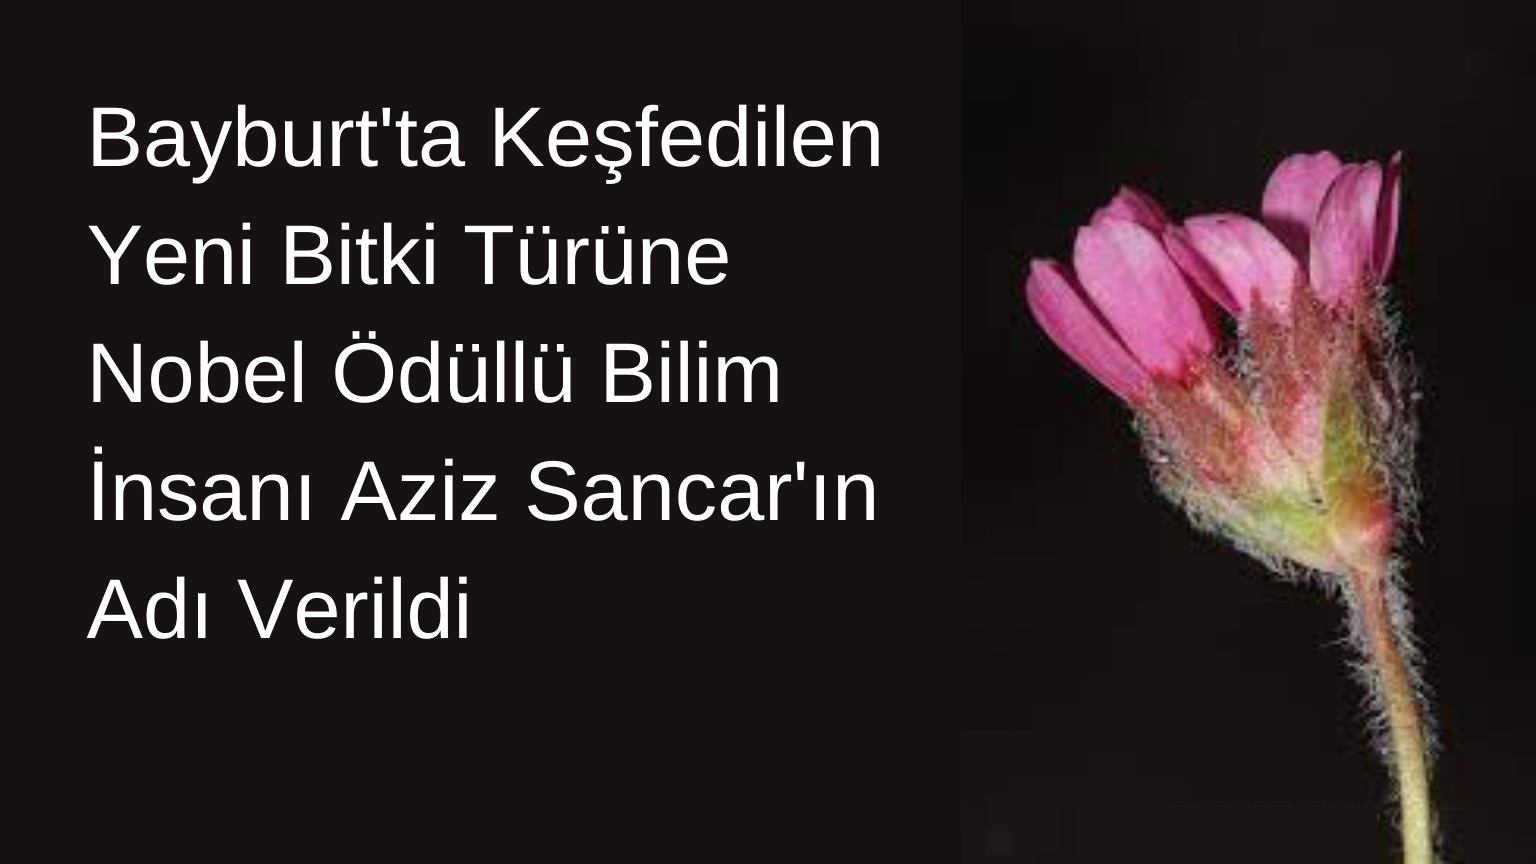 Bayburt'ta Keşfedilen
Yeni Bitki Türüne
Nobel Ödüllü Bilim
İnsanı Aziz Sancar'ın
Adı Verildi